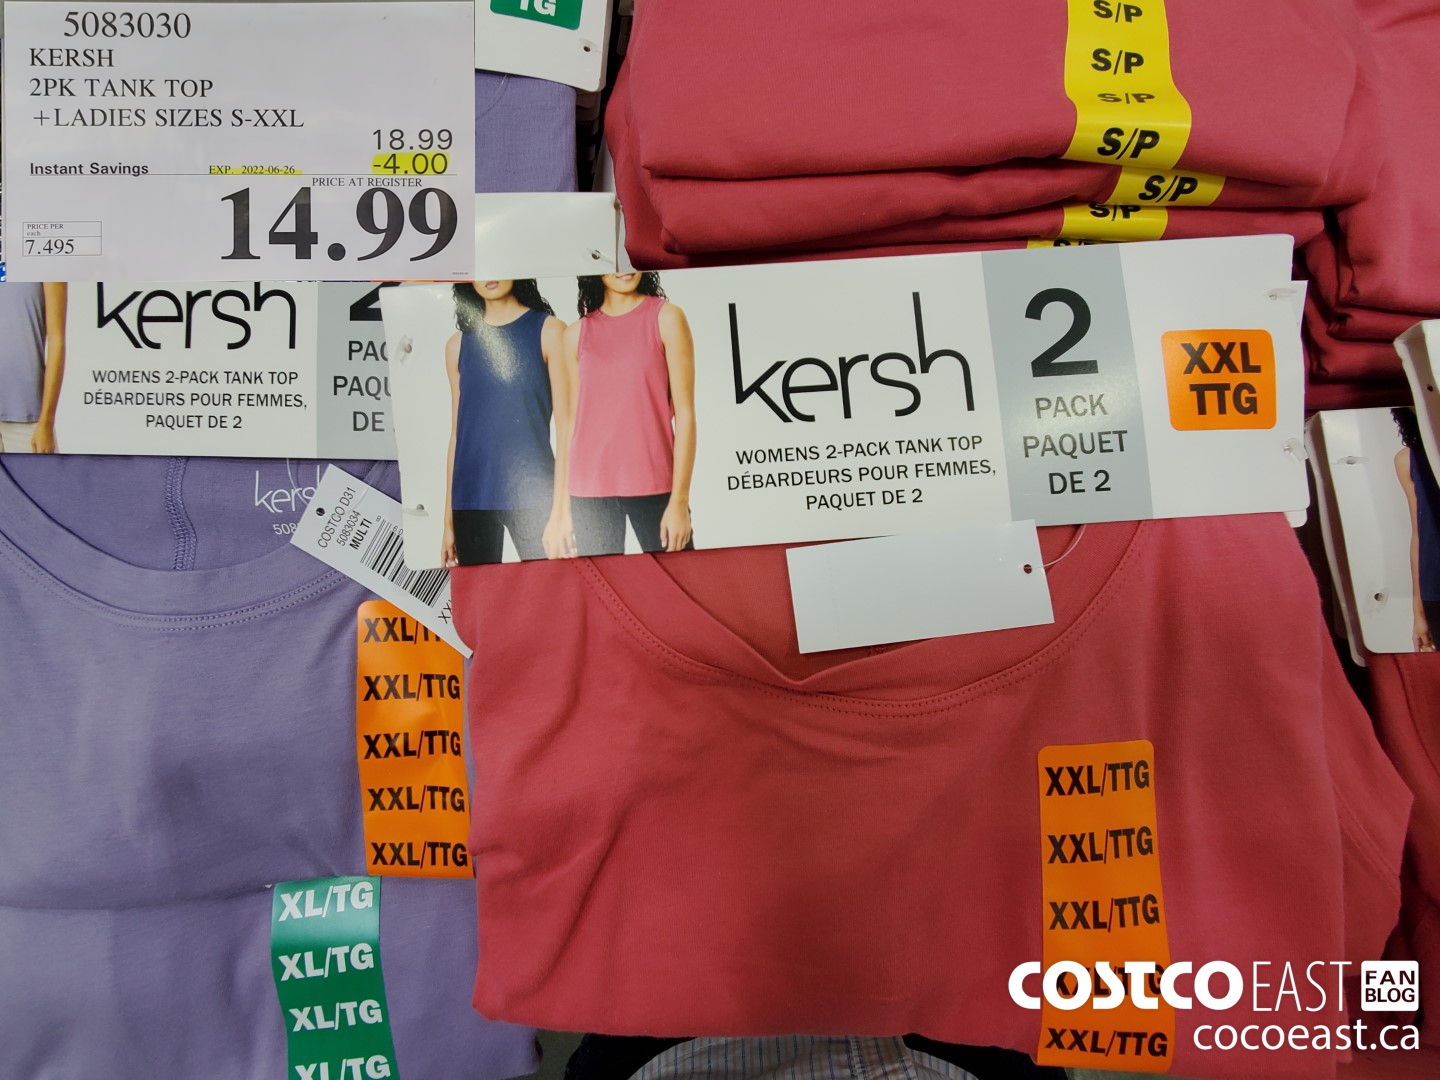 5083030
KERSH
2PK TANK TOP
+LADIES SIZES S-XXL
18.99
Instant Savings
EXP. 2022-06-26
-4.00
PRICE AT REGISTER
14.99
PRICE PER
each
7.495
TG
S/P
S/P
S/P
S/P
S/P
S/P
kersh
WOMENS 2-PACK TANK TOP
DÉBARDEURS POUR FEMMES,
PAQUET DE 2
2
DE
kersh
WOMENS 2-PACK TANK TOP
DÉBARDEURS POUR FEMMES,
PAQUET DE 2
2
PACK
PAQUET
DE 2
XXL
TTG
COSTCO D31
5083034
MULTI
XXL/TTG
XXL/TTG
XXL/TTG
XXL/TTG
XL/TG
XL/TG
XL/TG
XL/TG
XXL/TTG
XXL/TTG
XXL/TTG
XXL/TTG
COSTCO EAST FAN BLOG
cocoeast.ca